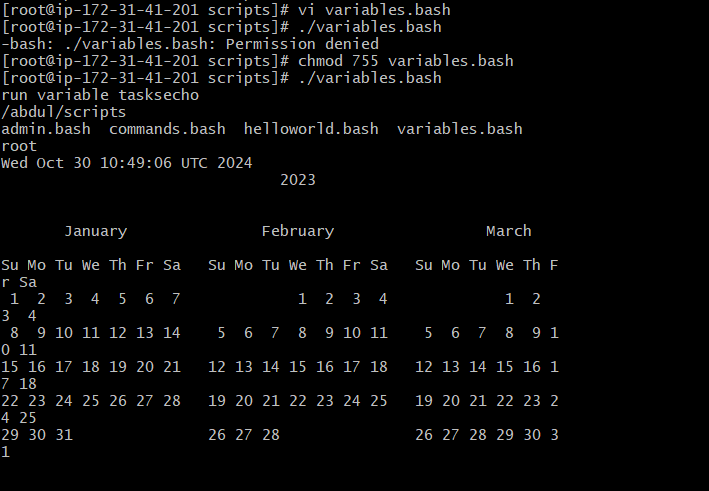 [root@ip-172-31-41-201 scripts]# vi variables.bash
[root@ip-172-31-41-201 scripts]# ./variables.bash
-bash: ./variables.bash: Permission denied
[root@ip-172-31-41-201 scripts]# chmod 755 variables.bash
[root@ip-172-31-41-201 scripts]# ./variables.bash
run variable tasksecho
/abdul/scripts
admin.bash  commands.bash  helloworld.bash  variables.bash
root
Wed Oct 30 10:49:06 UTC 2024
                               2023

       January               February                 March

Su Mo Tu We Th Fr Sa   Su Mo Tu We Th Fr Sa   Su Mo Tu We Th F
r Sa
 1  2  3  4  5  6  7             1  2  3  4             1  2
3  4
 8  9 10 11 12 13 14    5  6  7  8  9 10 11    5  6  7  8  9 1
0 11
15 16 17 18 19 20 21   12 13 14 15 16 17 18   12 13 14 15 16 1
7 18
22 23 24 25 26 27 28   19 20 21 22 23 24 25   19 20 21 22 23 2
4 25
29 30 31               26 27 28               26 27 28 29 30 3
1